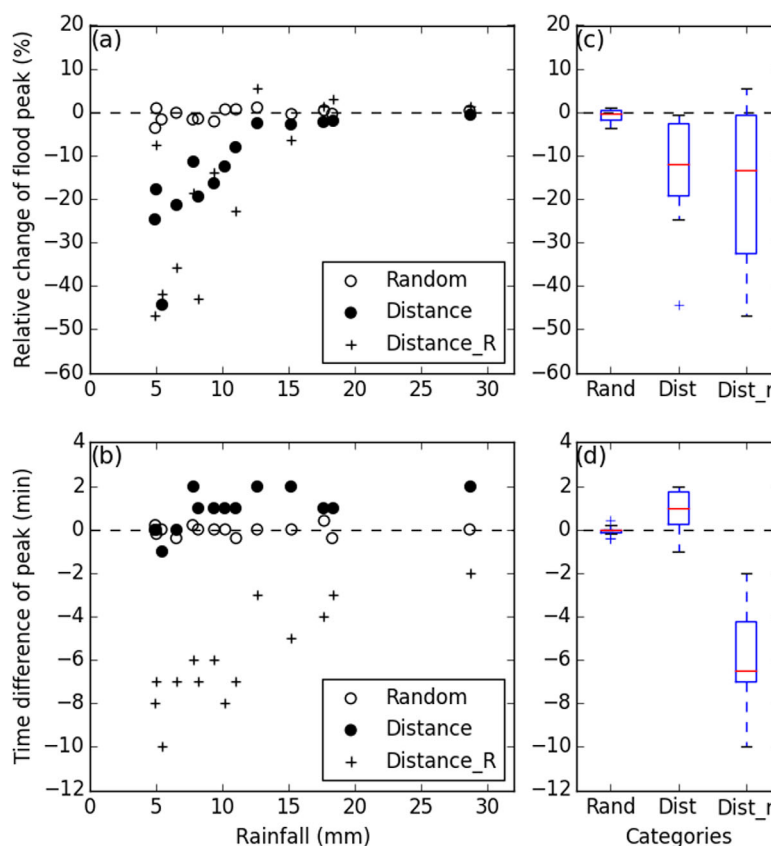 (a)
Relative change of flood peak (%)
20
10
0
−10
−20
−30
−40
−50
−60
Random
Distance
Distance_R
0 5 10 15 20 25 30
(c)
20
10
0
−10
−20
−30
−40
−50
−60
Rand Dist Dist_r
(b)
Time difference of peak (min)
4
2
0
−2
−4
−6
−8
−10
−12
Random
Distance
Distance_R
0 5 10 15 20 25 30
Rainfall (mm)
(d)
4
2
0
−2
−4
−6
−8
−10
−12
Rand Dist Dist_r
Categories